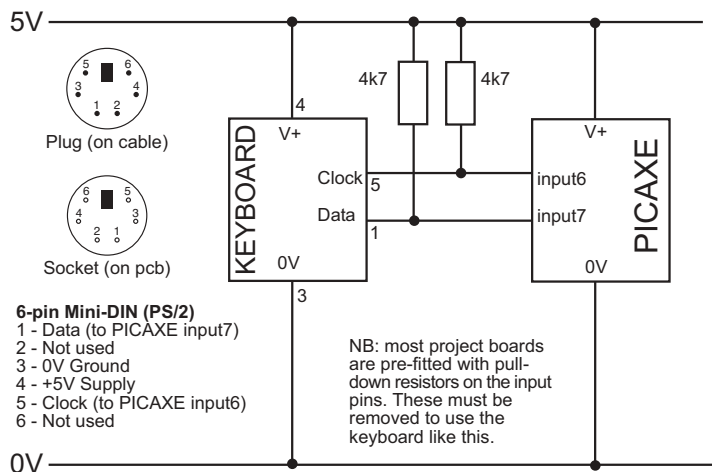 5V
5
6
3
4
1
2
Plug (on cable)
6
5
4
3
2
1
Socket (on pcb)
6-pin Mini-DIN (PS/2)
1 - Data (to PICAXE input7)
2 - Not used
3 - 0V Ground
4 - +5V Supply
5 - Clock (to PICAXE input6)
6 - Not used
4
KEYBOARD
V+
Clock
5
Data
1
0V
3
4k7
4k7
V+
input6
input7
PICAXE
0V
NB: most project boards
are pre-fitted with pull-
down resistors on the input
pins. These must be
removed to use the
keyboard like this.
0V